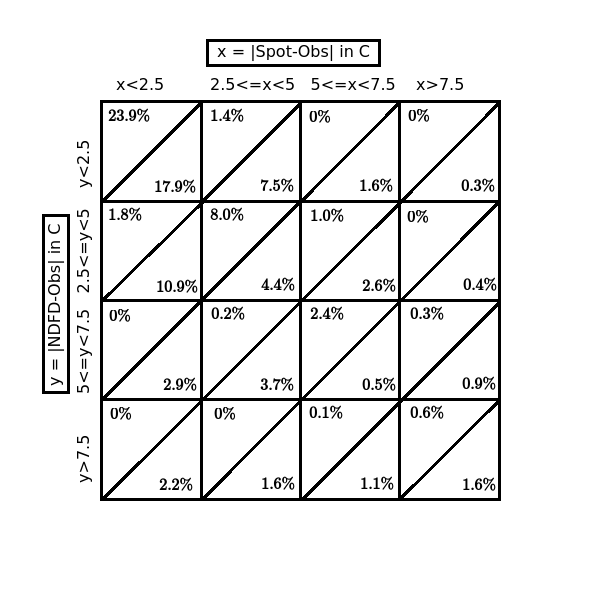 x = |Spot-Obs| in C
x<2.5 2.5<=x<5 5<=x<7.5 x>7.5
y = |NDFD-Obs| in C
y<2.5
23.9% 1.4% 0% 0%
17.9% 7.5% 1.6% 0.3%
2.5<=y<5
1.8% 8.0% 1.0% 0%
10.9% 4.4% 2.6% 0.4%
5<=y<7.5
0% 0.2% 2.4% 0.3%
2.9% 3.7% 0.5% 0.9%
y>7.5
0% 0% 0.1% 0.6%
2.2% 1.6% 1.1% 1.6%